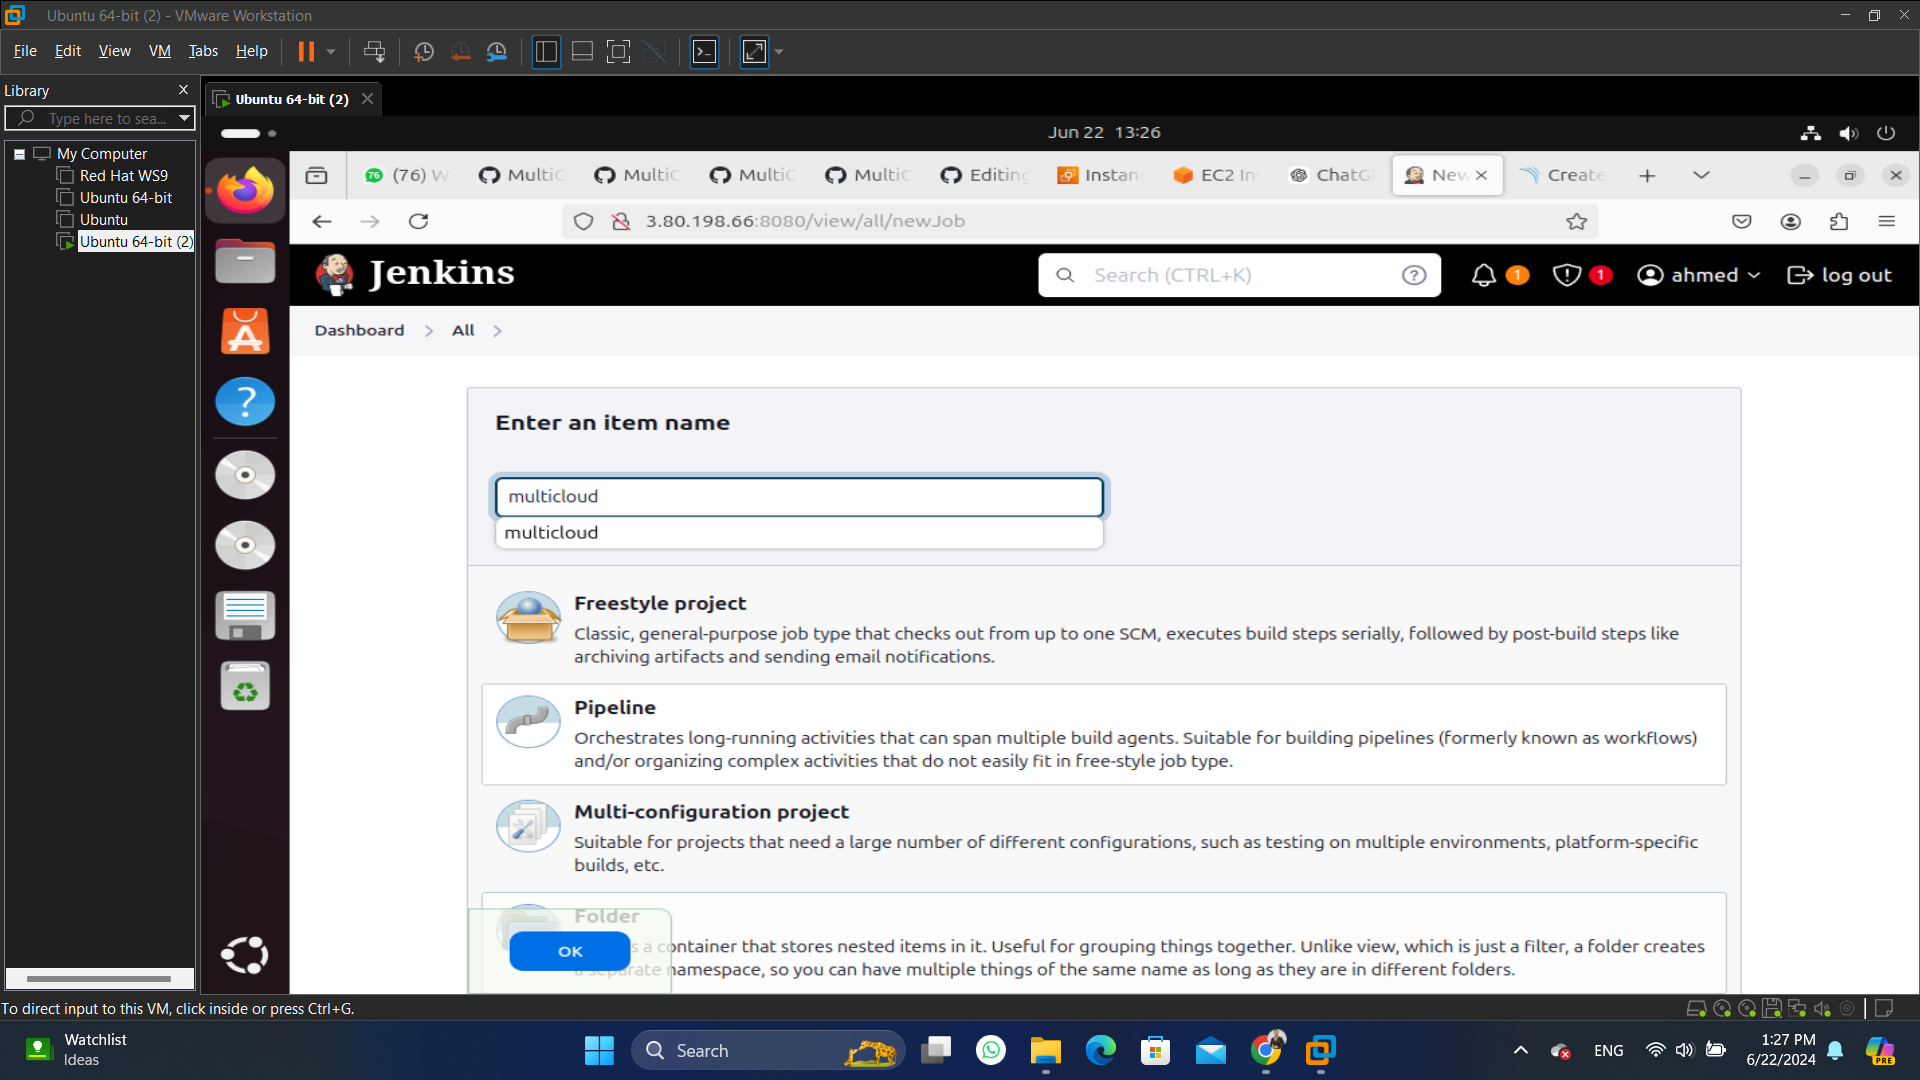 Ubuntu 64-bit (2) - VMware Workstation
File Edit View VM Tabs Help
Library
Type here to sea...
My Computer
Red Hat WS9
Ubuntu 64-bit
Ubuntu
Ubuntu 64-bit (2)
Ubuntu 64-bit (2)
Jun 22 13:26
76 (76) W MultiC MultiC MultiC MultiC Editing Instan EC2 In ChatG New Create
3.80.198.66:8080/view/all/newJob
Jenkins
Search (CTRL+K)
1 1 ahmed log out
Dashboard All
Enter an item name
multicloud
multicloud
Freestyle project
Classic, general-purpose job type that checks out from up to one SCM, executes build steps serially, followed by post-build steps like
archiving artifacts and sending email notifications.
Pipeline
Orchestrates long-running activities that can span multiple build agents. Suitable for building pipelines (formerly known as workflows)
and/or organizing complex activities that do not easily fit in free-style job type.
Multi-configuration project
Suitable for projects that need a large number of different configurations, such as testing on multiple environments, platform-specific
builds, etc.
Folder
s a container that stores nested items in it. Useful for grouping things together. Unlike view, which is just a filter, a folder creates
a separate namespace, so you can have multiple things of the same name as long as they are in different folders.
OK
To direct input to this VM, click inside or press Ctrl+G.
Watchlist
Ideas
Search
ENG
1:27 PM
6/22/2024
PRE